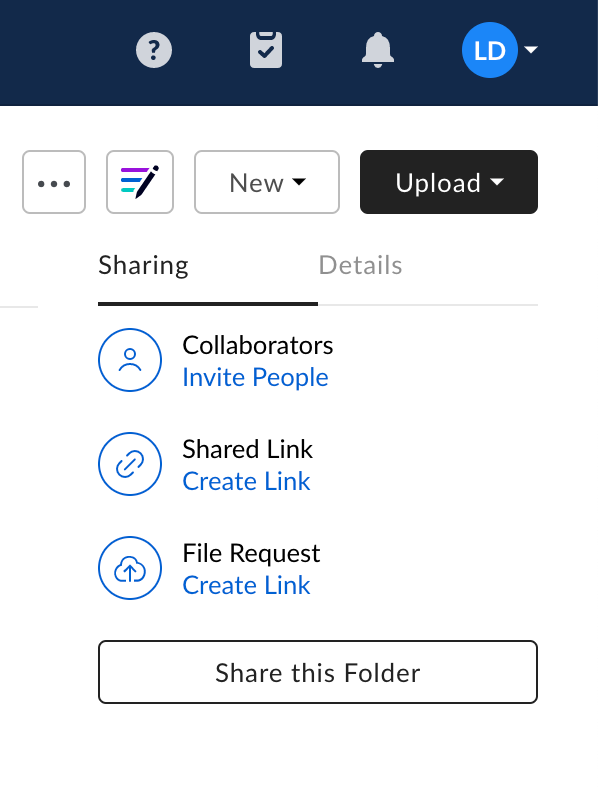 LD
New
Upload
Sharing
Details
Collaborators
Invite People
Shared Link
Create Link
File Request
Create Link
Share this Folder